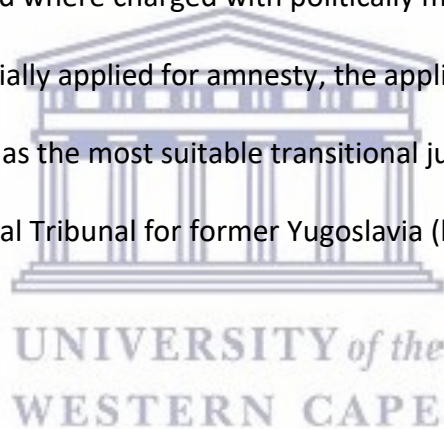 d where charged with politically m
ially applied for amnesty, the appli
as the most suitable transitional ju
al Tribunal for former Yugoslavia (
UNIVERSITY of the
WESTERN CAPE